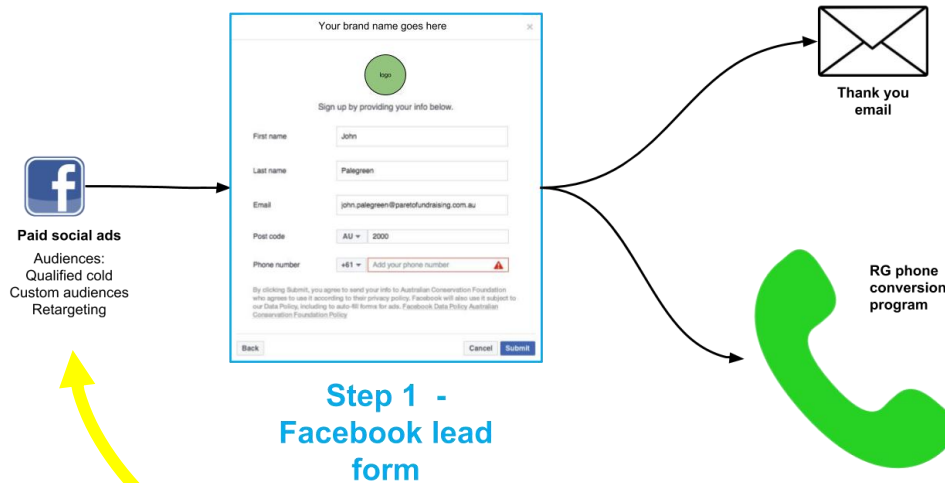 Your brand name goes here
×
logo
Sign up by providing your info below.
First name
John
Last name
Palegreen
Email
john.palegreen@paretofundraising.com.au
Post code
AU
2000
Phone number
+61
Add your phone number
By clicking Submit, you agree to send your info to Australian Conservation Foundation
who agrees to use it according to their privacy policy. Facebook will also use it subject to
our Data Policy, including to auto-fill forms for ads. Facebook Data Policy Australian
Conservation Foundation Policy
Back
Cancel
Submit
f
Paid social ads
Audiences:
Qualified cold
Custom audiences
Retargeting
Step 1 -
Facebook lead
form
Thank you
email
RG phone
conversion
program